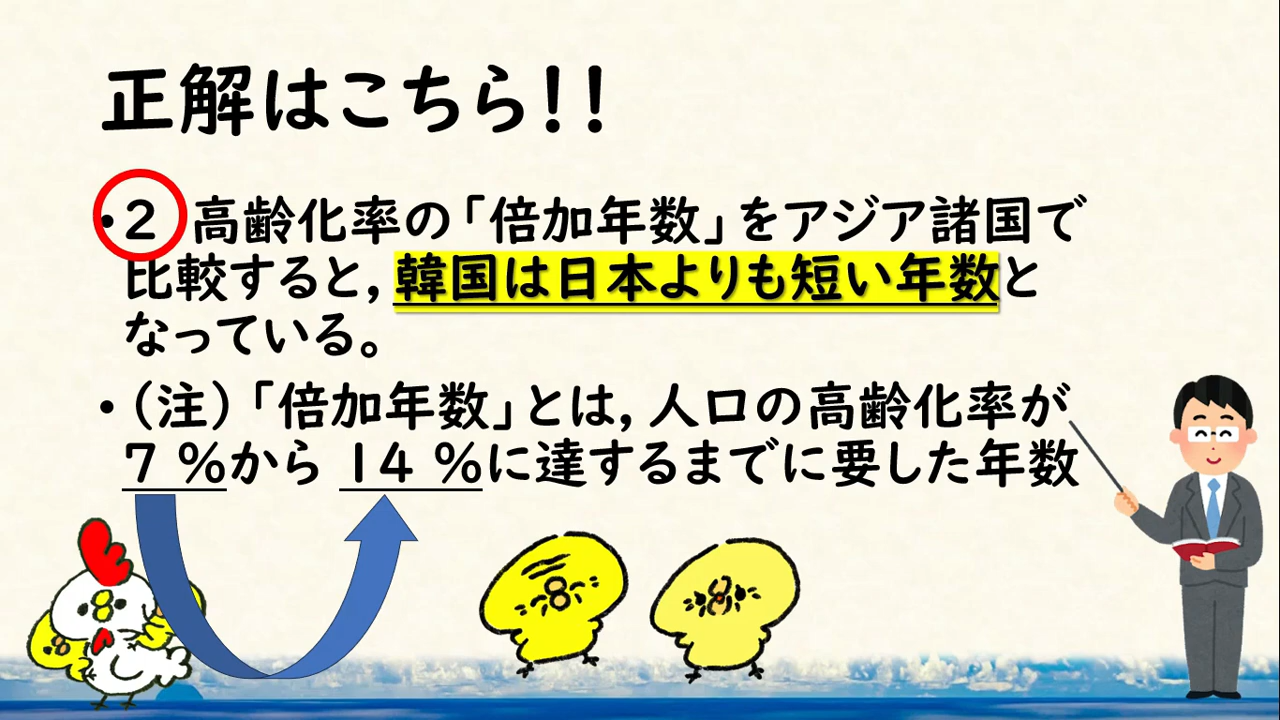 正解はこちら!!
•2 高齢化率の「倍加年数」をアジア諸国で
比較すると,韓国は日本よりも短い年数と
なっている。
•(注)「倍加年数」とは,人口の高齢化率が
7 %から 14 %に達するまでに要した年数